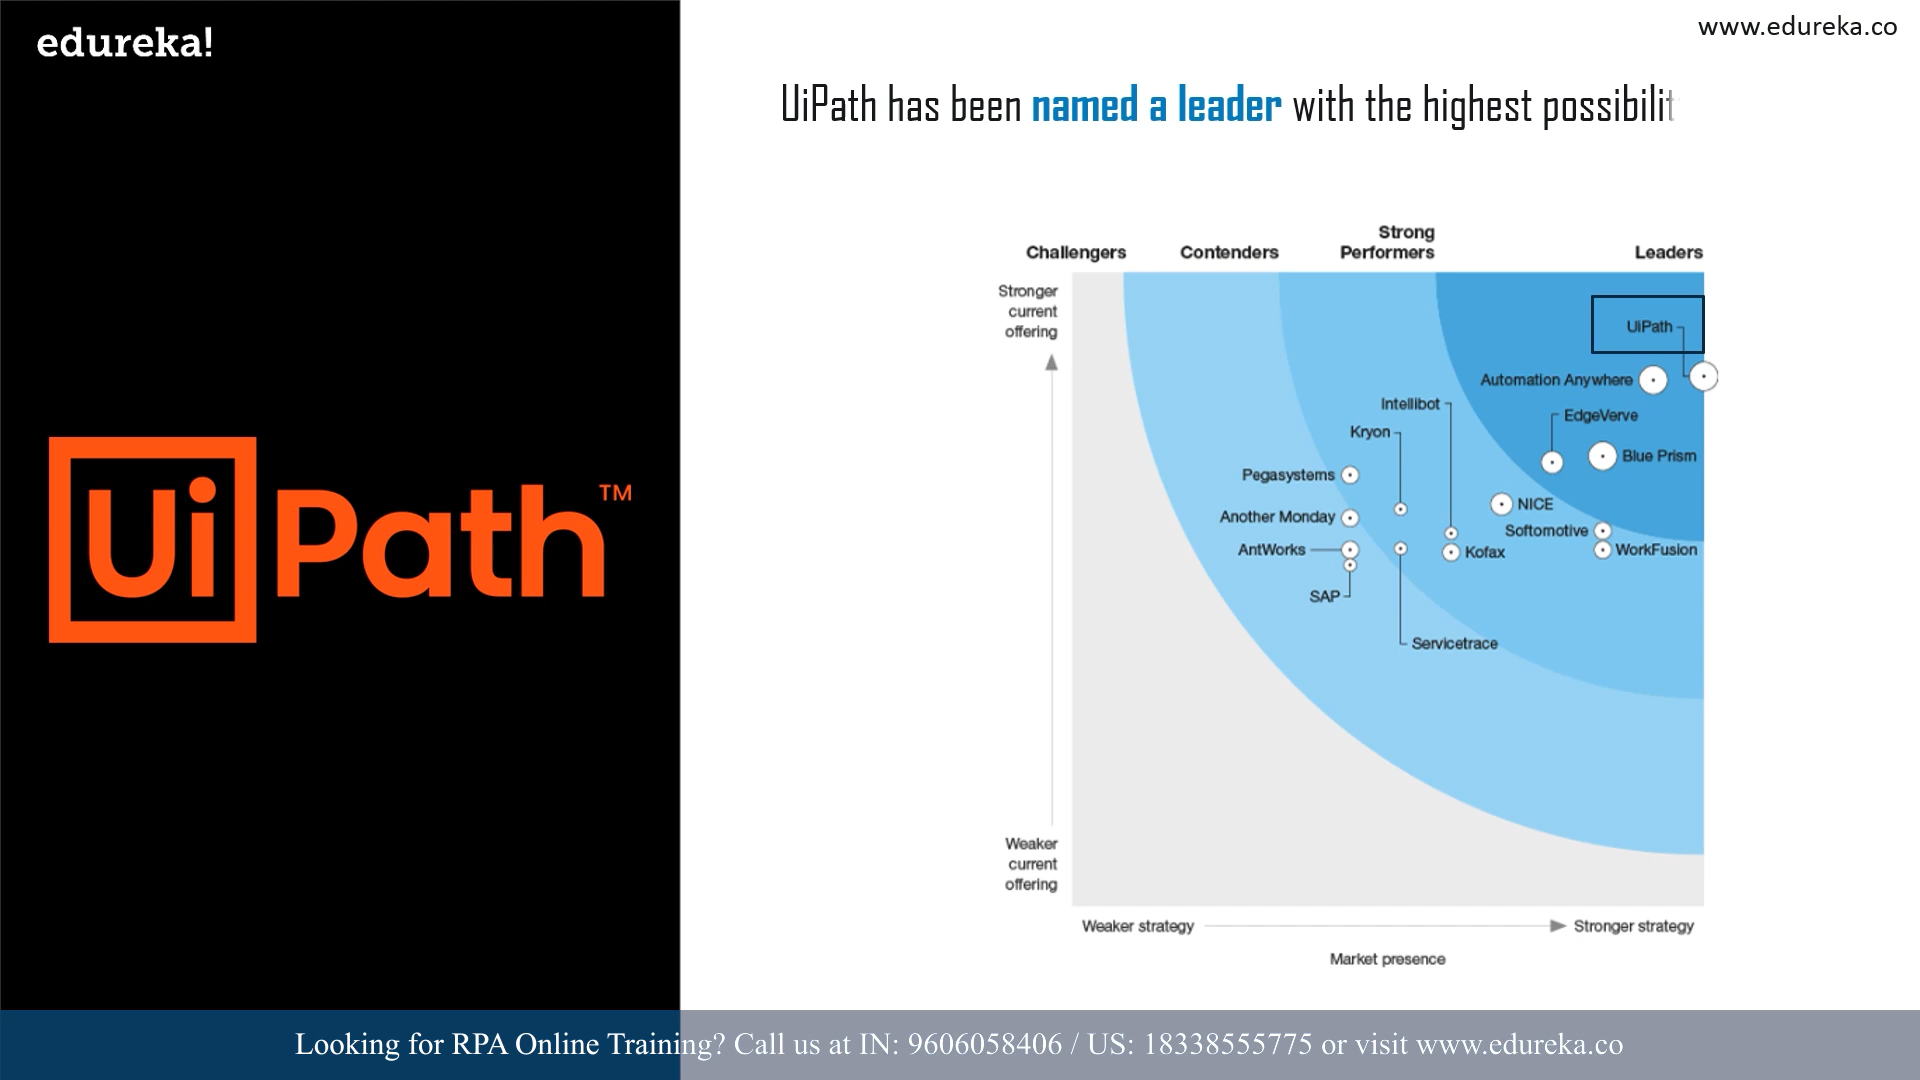 edureka!
www.edureka.co
UiPath has been named a leader with the highest possibilit
UiPath™
Challengers
Contenders
Strong
Performers
Leaders
Stronger
current
offering
UiPath
Automation Anywhere
Intellibot
EdgeVerve
Kryon
Blue Prism
Pegasystems
NICE
Another Monday
Softomotive
AntWorks
Kofax
WorkFusion
SAP
Servicetrace
Weaker
current
offering
Weaker strategy
Stronger strategy
Market presence
Looking for RPA Online Training? Call us at IN: 9606058406 / US: 18338555775 or visit www.edureka.co